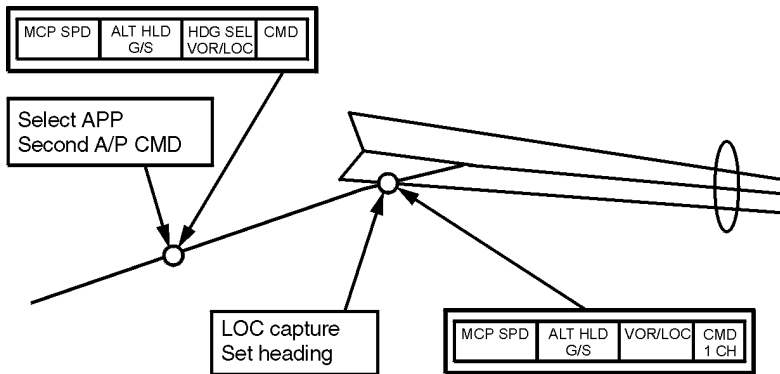 MCP SPD
ALT HLD
G/S
HDG SEL
VOR/LOC
CMD
Select APP
Second A/P CMD
LOC capture
Set heading
MCP SPD
ALT HLD
G/S
VOR/LOC
CMD
1 CH